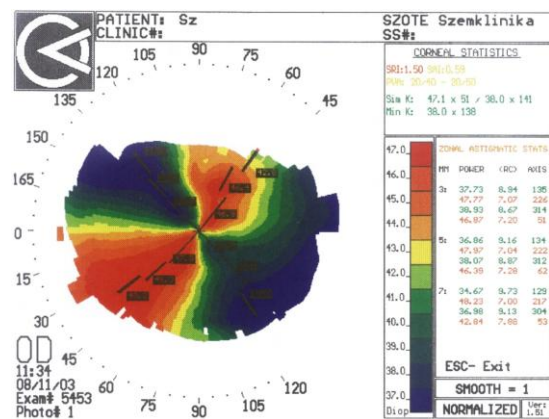 PATIENT: Sz
CLINIC#:
SZOTE Szemklinika
SS#:
CORNEAL STATISTICS
SRI:1.50 SAI:0.59
PVA: 20/40 - 20/50
Sim K: 47.1 x 51 / 38.0 x 141
Min K: 38.0 x 138
ZONAL ASTIGMATIC STATS
MM POWER (RC) AXIS
3: 37.73 8.94 135
47.77 7.07 226
38.93 8.67 314
46.87 7.20 51
5: 36.86 9.16 134
47.97 7.04 222
38.07 8.87 312
46.39 7.28 62
7: 34.67 9.73 129
48.23 7.00 217
36.98 9.13 304
42.84 7.88 53
ESC- Exit
SMOOTH = 1
NORMALIZED
Ver:
1.61
47.0
46.0
45.0
44.0
43.0
42.0
41.0
40.0
39.0
38.0
37.0
Diop
135
120
105
90
75
60
45
150
165
0
15
30
45
60
75
90
105
120
OD
11:34
08/11/03
Exam# 5453
Photo# 1